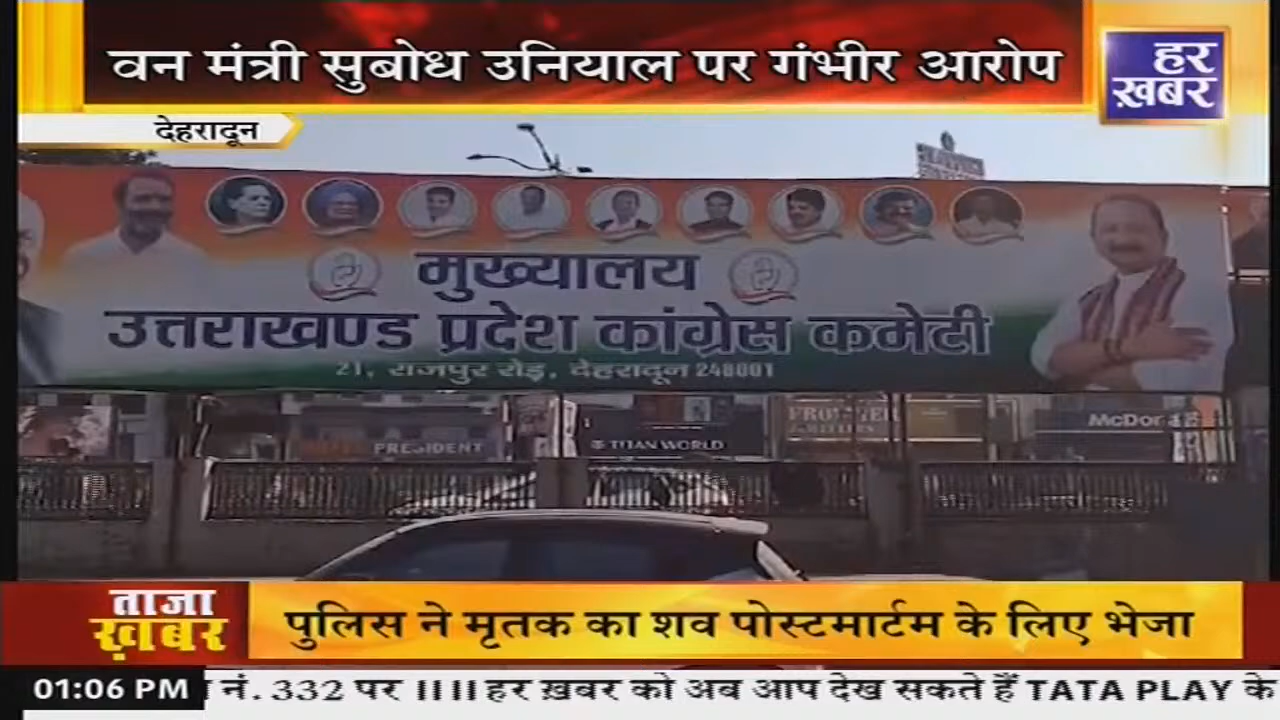 वन मंत्री सुबोध उनियाल पर गंभीर आरोप
हर
ख़बर
देहरादून
मुख्यालय
उत्तराखण्ड प्रदेश कांग्रेस कमेटी
21, राजपुर रोड़, देहरादून 248001
PRESIDENT
TITAN WORLD
FRONTIER
McDon
ताजा
ख़बर
पुलिस ने मृतक का शव पोस्टमार्टम के लिए भेजा
01:06 PM
नं. 332 पर ।।।। हर ख़बर को अब आप देख सकते हैं TATA PLAY के